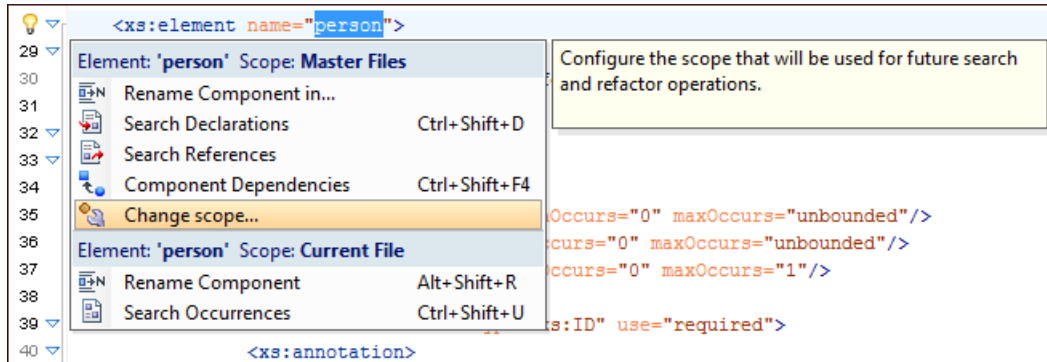 <xs:element name="person">
29
Element: 'person' Scope: Master Files
Configure the scope that will be used for future search
and refactor operations.
30
Rename Component in...
31
Search Declarations Ctrl+Shift+D
32
Search References
33
Component Dependencies Ctrl+Shift+F4
34
Change scope...
35
Occurs="0" maxOccurs="unbounded"/>
36
Element: 'person' Scope: Current File
curs="0" maxOccurs="unbounded"/>
37
ccurs="0" maxOccurs="1"/>
Rename Component Alt+Shift+R
38
Search Occurrences Ctrl+Shift+U
39
s:ID" use="required">
40 <xs:annotation>